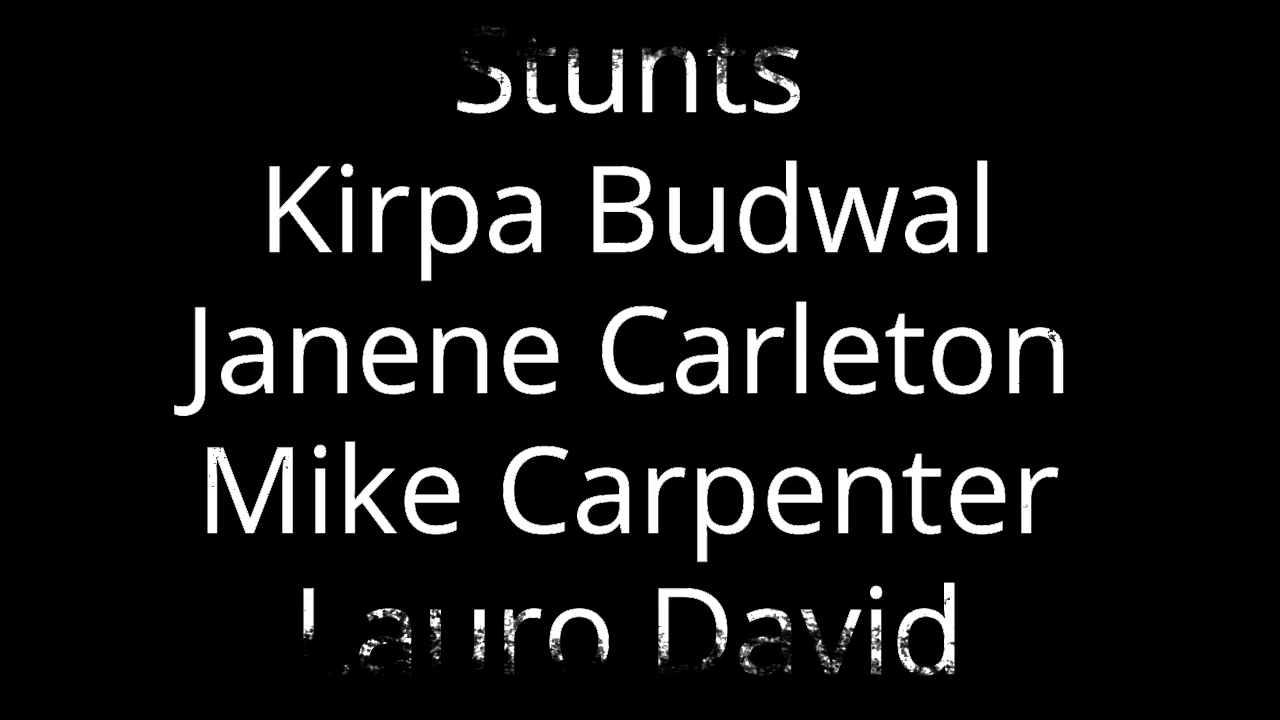 Stunts
Kirpa Budwal
Janene Carleton
Mike Carpenter
Lauro David